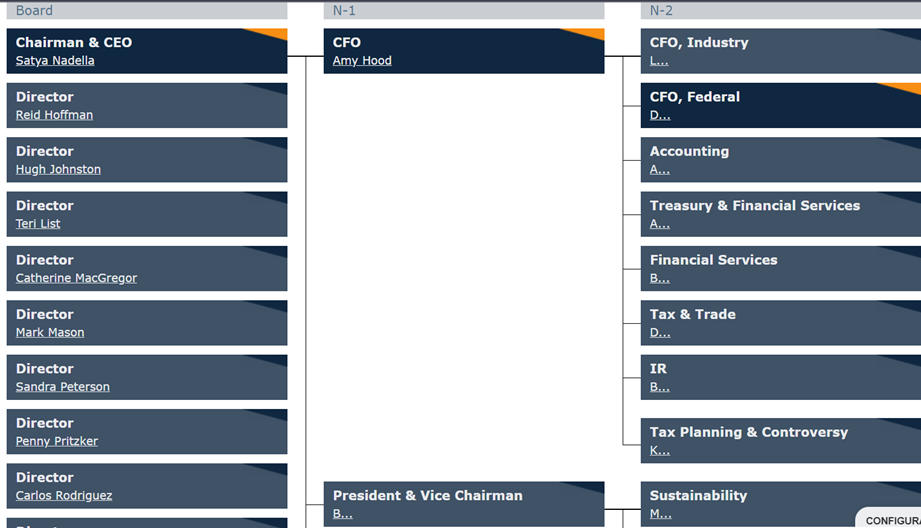 Board
Chairman & CEO
Satya Nadella
Director
Reid Hoffman
Director
Hugh Johnston
Director
Teri List
Director
Catherine MacGregor
Director
Mark Mason
Director
Sandra Peterson
Director
Penny Pritzker
Director
Carlos Rodriguez
N-1
CFO
Amy Hood
President & Vice Chairman
B...
N-2
CFO, Industry
L...
CFO, Federal
D...
Accounting
A...
Treasury & Financial Services
A...
Financial Services
B...
Tax & Trade
D...
IR
B...
Tax Planning & Controversy
K...
Sustainability
M...